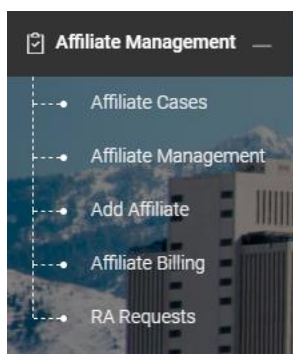 Affiliate Management
Affiliate Cases
Affiliate Management
Add Affiliate
Affiliate Billing
RA Requests